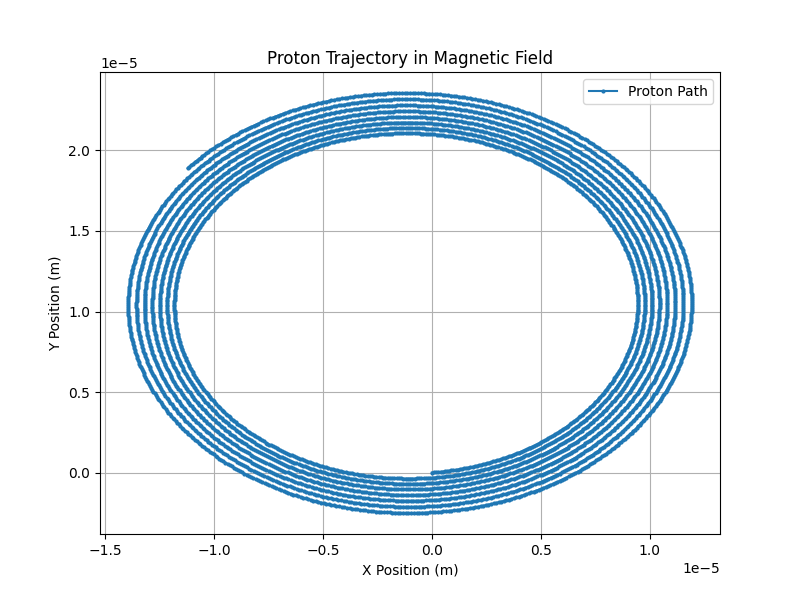 Proton Trajectory in Magnetic Field
1e−5
Proton Path
2.0
1.5
1.0
0.5
0.0
Y Position (m)
−1.5 −1.0 −0.5 0.0 0.5 1.0
X Position (m)
1e−5